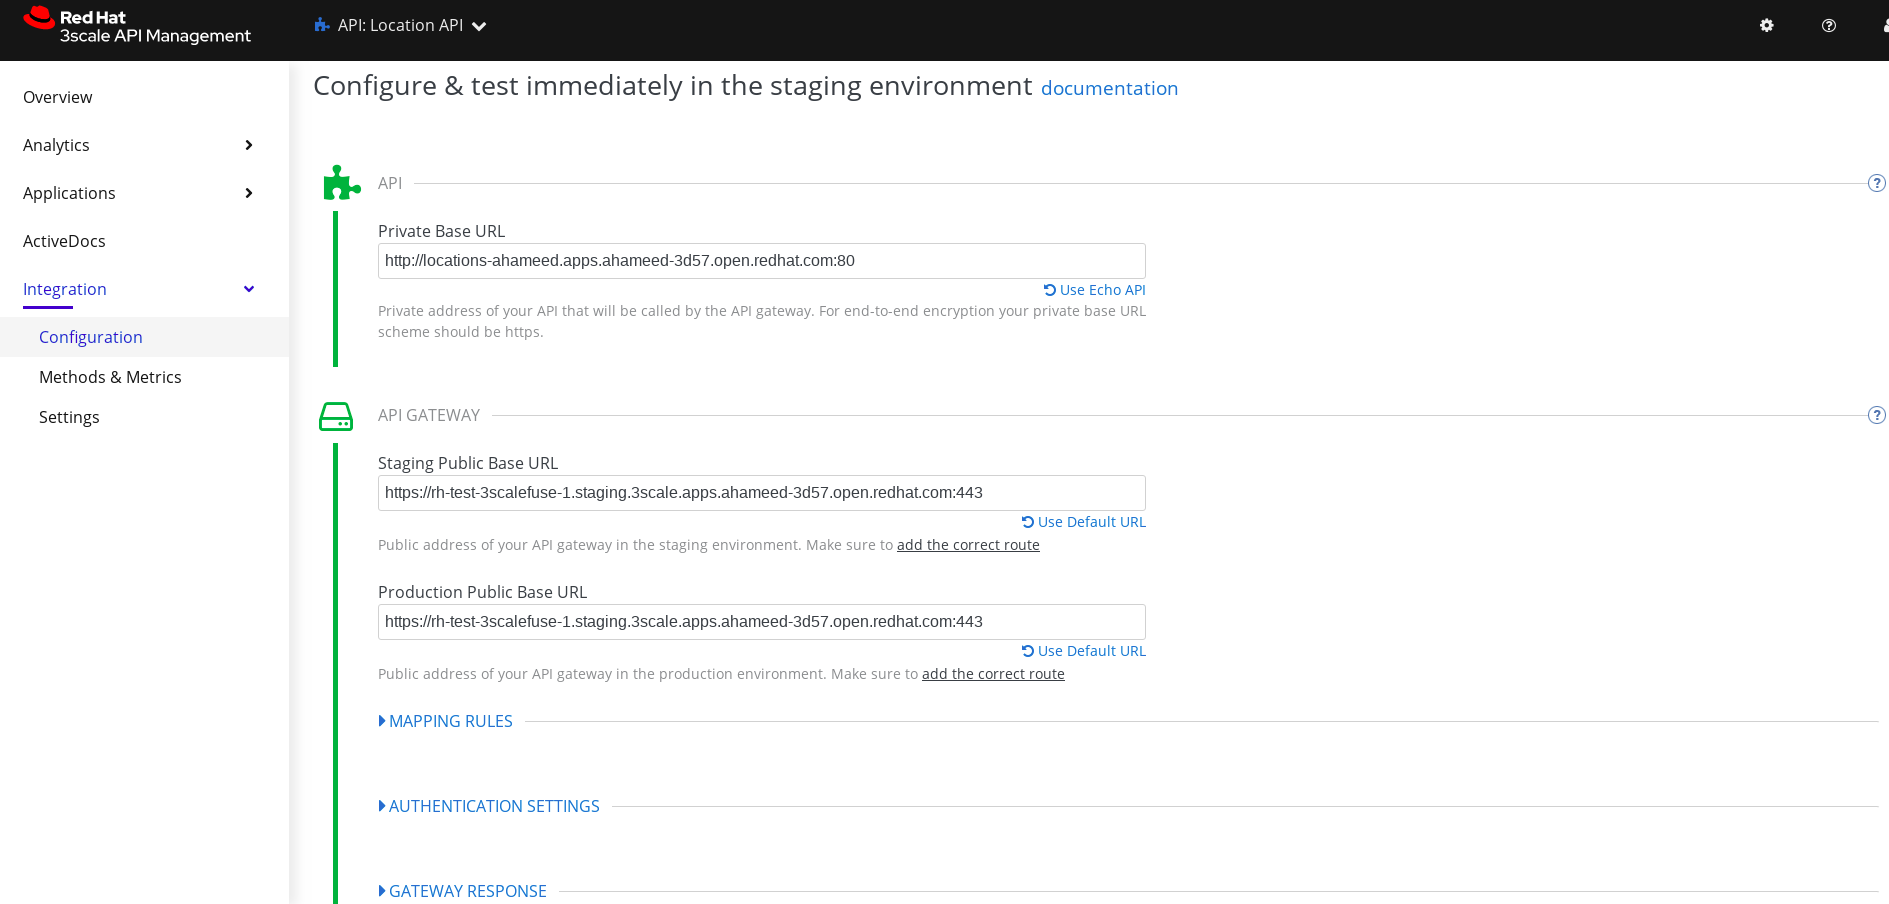 Red Hat
3scale API Management
API: Location API
Overview
Analytics
Applications
ActiveDocs
Integration
Configuration
Methods & Metrics
Settings
Configure & test immediately in the staging environment documentation
API
?
Private Base URL
http://locations-ahameed.apps.ahameed-3d57.open.redhat.com:80
Use Echo API
Private address of your API that will be called by the API gateway. For end-to-end encryption your private base URL
scheme should be https.
API GATEWAY
?
Staging Public Base URL
https://rh-test-3scalefuse-1.staging.3scale.apps.ahameed-3d57.open.redhat.com:443
Use Default URL
Public address of your API gateway in the staging environment. Make sure to add the correct route
Production Public Base URL
https://rh-test-3scalefuse-1.staging.3scale.apps.ahameed-3d57.open.redhat.com:443
Use Default URL
Public address of your API gateway in the production environment. Make sure to add the correct route
MAPPING RULES
AUTHENTICATION SETTINGS
GATEWAY RESPONSE